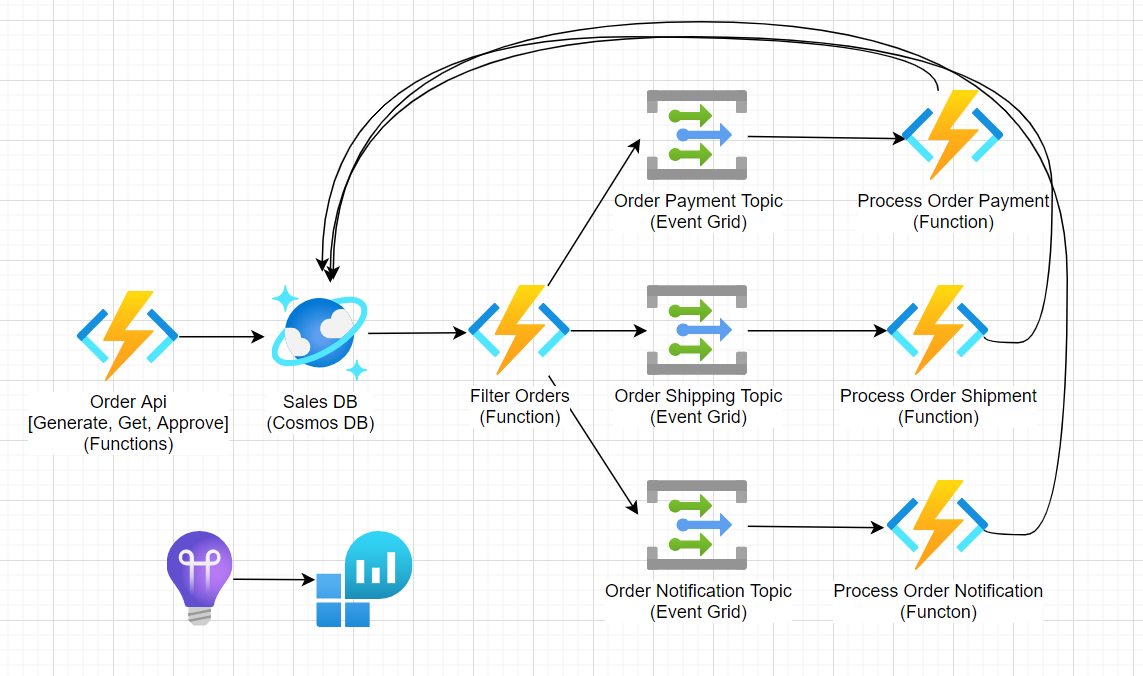 Order Payment Topic
(Event Grid)
Process Order Payment
(Function)
Order Api
[Generate, Get, Approve]
(Functions)
Sales DB
(Cosmos DB)
Filter Orders
(Function)
Order Shipping Topic
(Event Grid)
Process Order Shipment
(Function)
Order Notification Topic
(Event Grid)
Process Order Notification
(Functon)